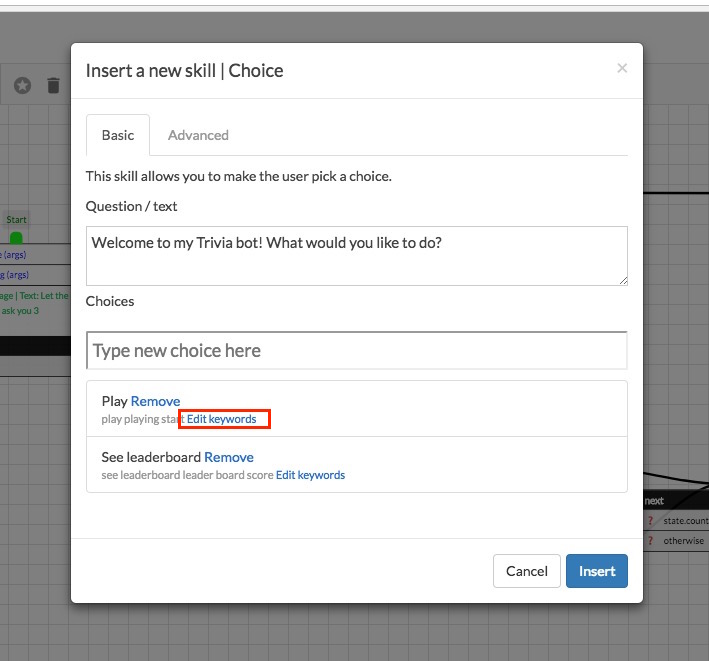 Insert a new skill | Choice
×
Basic
Advanced
This skill allows you to make the user pick a choice.
Question / text
Start
Welcome to my Trivia bot! What would you like to do?
(args)
g (args)
age | Text: Let the
ask you 3
Choices
Type new choice here
Play Remove
play playing start Edit keywords
See leaderboard Remove
see leaderboard leader board score Edit keywords
next
? state.count
? otherwise
Cancel
Insert